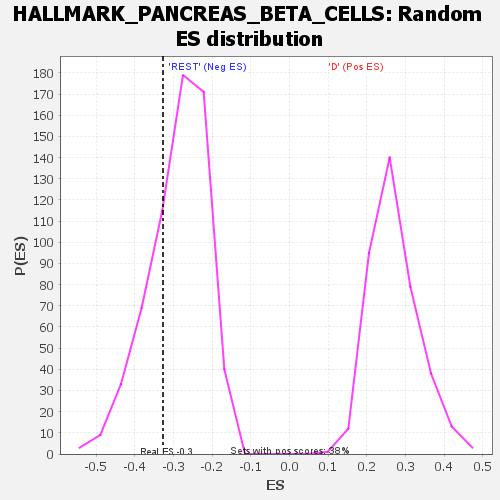 HALLMARK_PANCREAS_BETA_CELLS: Random
ES distribution
'REST' (Neg ES)
'D' (Pos ES)
180
170
160
150
140
130
120
110
100
90
80
70
60
50
40
30
20
10
0
P(ES)
Real ES -0.3
Sets with pos scores: 38%
-0.5 -0.4 -0.3 -0.2 -0.1 0.0 0.1 0.2 0.3 0.4 0.5
ES